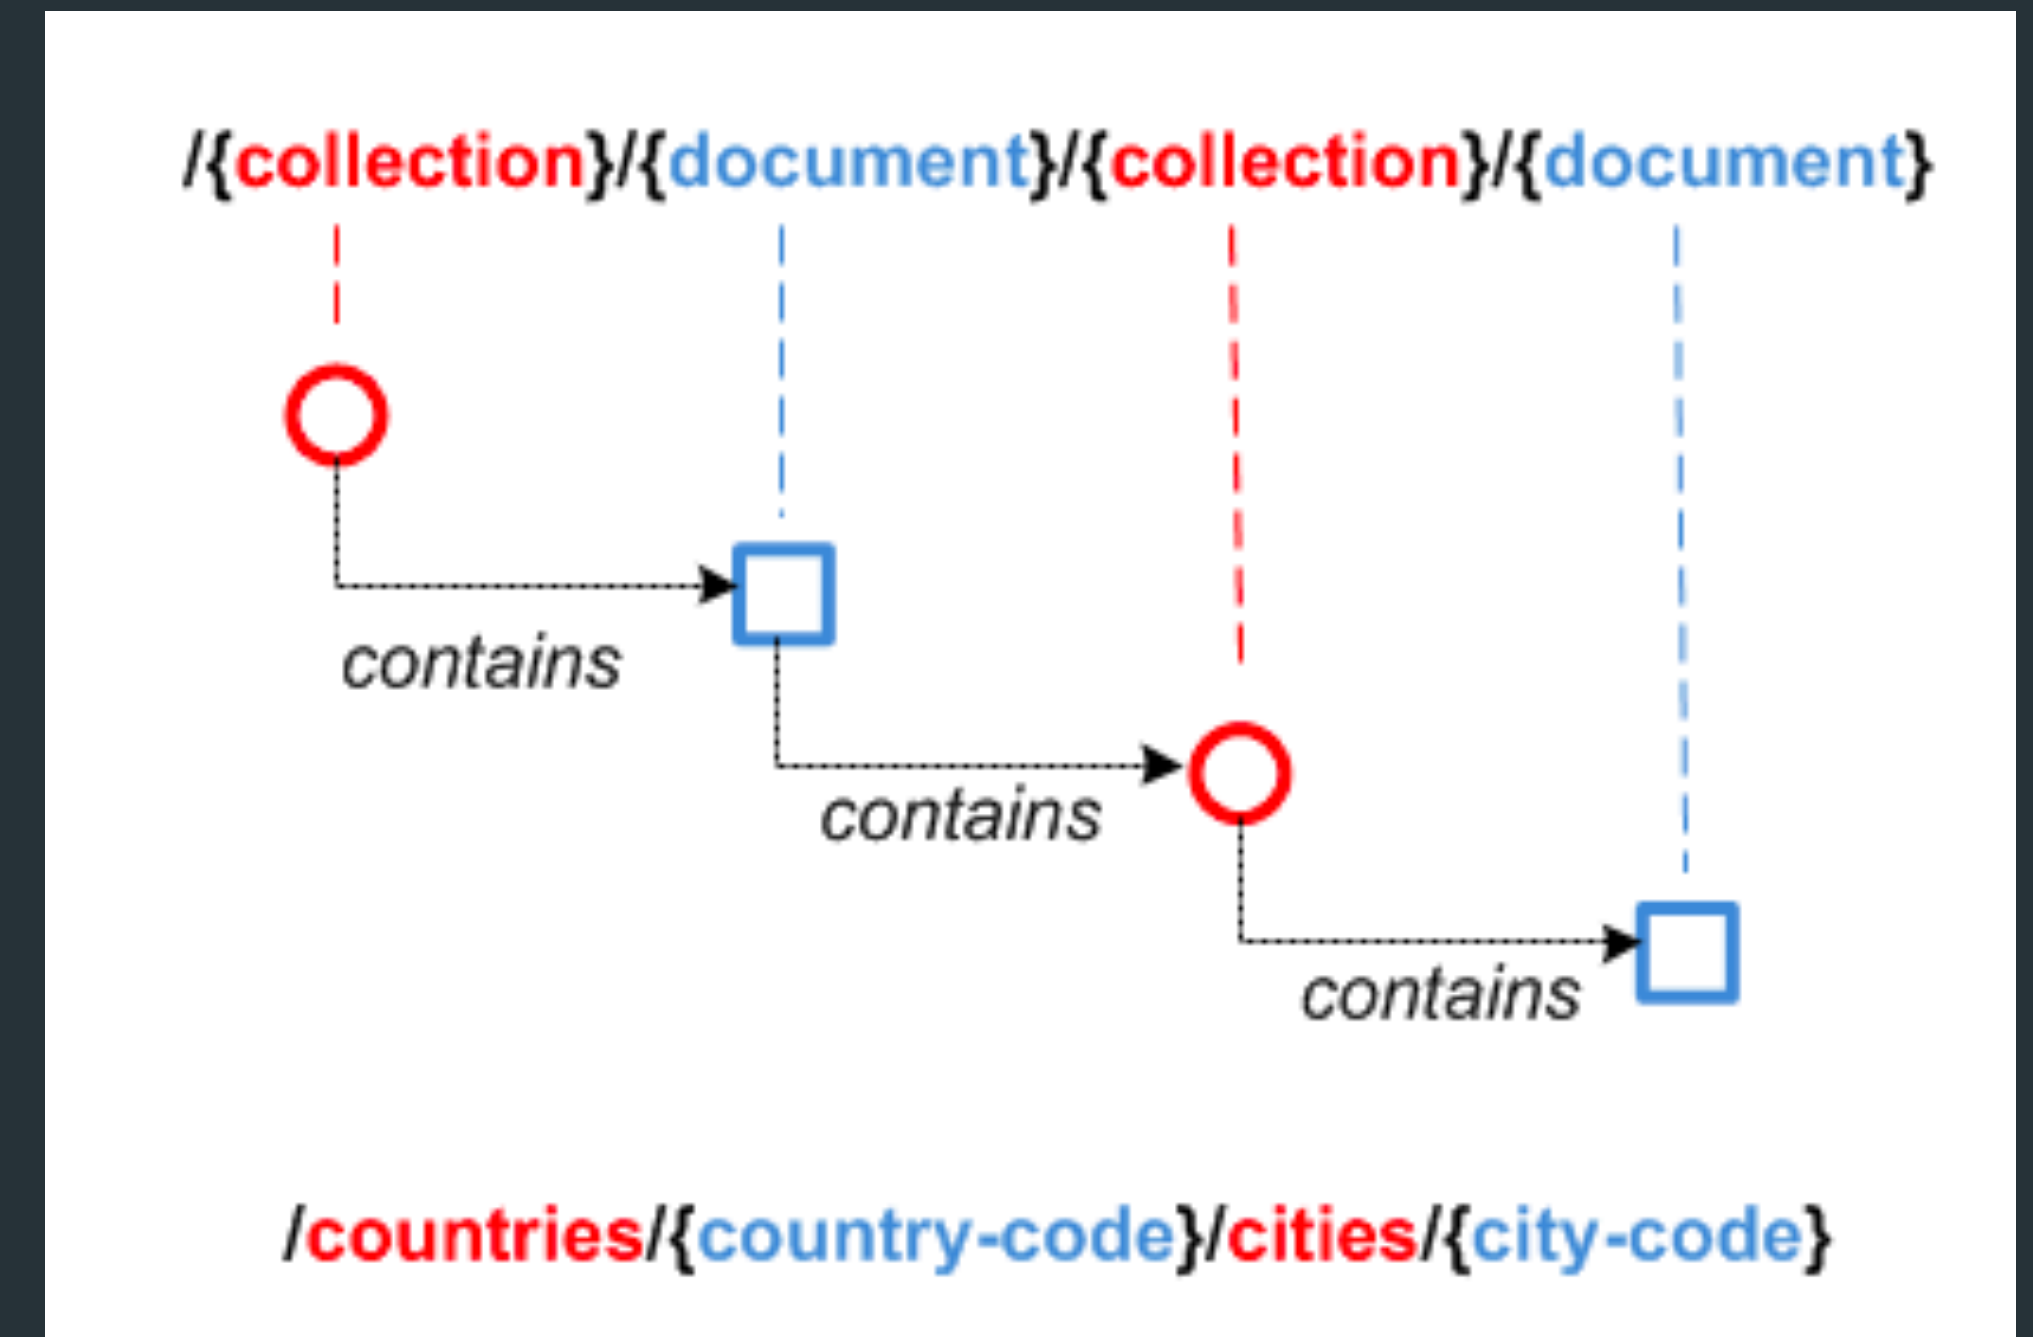 /{collection}/{document}/{collection}/{document}
contains
contains
contains
/countries/{country-code}/cities/{city-code}